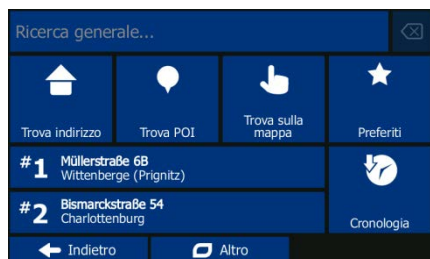 Ricerca generale...
Trova indirizzo
Trova POI
Trova sulla
mappa
Preferiti
#1 Müllerstraße 6B
Wittenberge (Prignitz)
#2 Bismarckstraße 54
Charlottenburg
Cronologia
Indietro
Altro